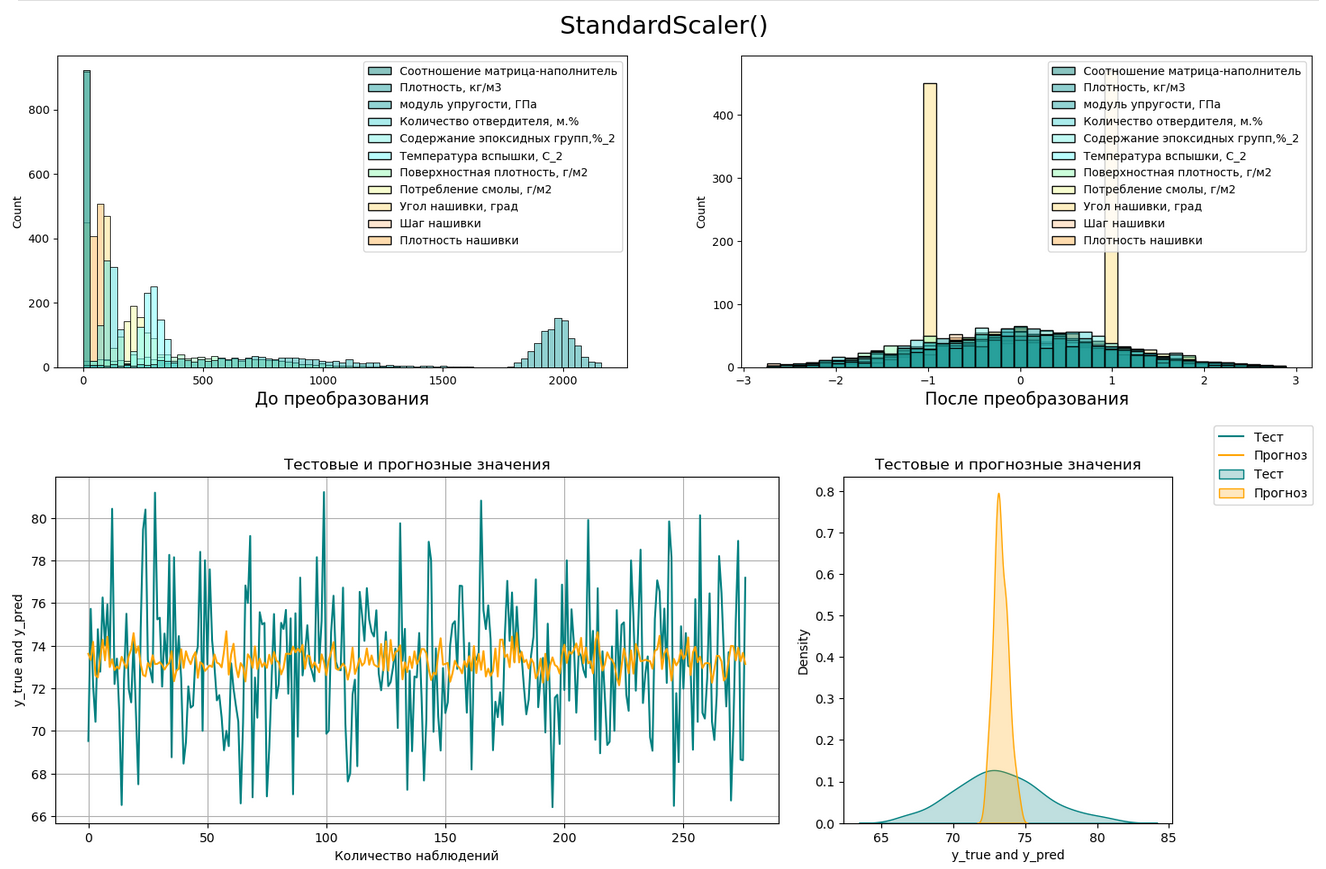 StandardScaler()
800
600
400
200
0
Count
0
500
1000
1500
2000
До преобразования
Соотношение матрица-наполнитель
Плотность, кг/м3
модуль упругости, ГПа
Количество отвердителя, м.%
Содержание эпоксидных групп,%_2
Температура вспышки, С_2
Поверхностная плотность, г/м2
Потребление смолы, г/м2
Угол нашивки, град
Шаг нашивки
Плотность нашивки
400
300
200
100
0
Count
−3
−2
−1
0
1
2
3
После преобразования
Соотношение матрица-наполнитель
Плотность, кг/м3
модуль упругости, ГПа
Количество отвердителя, м.%
Содержание эпоксидных групп,%_2
Температура вспышки, С_2
Поверхностная плотность, г/м2
Потребление смолы, г/м2
Угол нашивки, град
Шаг нашивки
Плотность нашивки
Тестовые и прогнозные значения
80
78
76
74
72
70
68
66
y_true and y_pred
0
50
100
150
200
250
Количество наблюдений
Тестовые и прогнозные значения
0.8
0.7
0.6
0.5
0.4
0.3
0.2
0.1
0.0
Density
65
70
75
80
85
y_true and y_pred
Тест
Прогноз
Тест
Прогноз